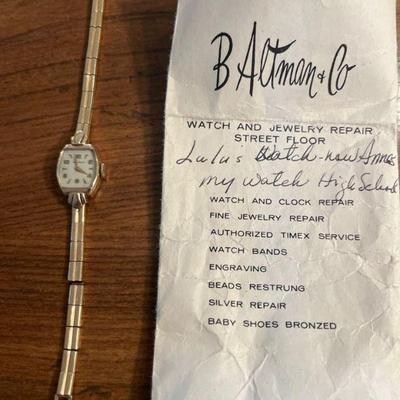 B Altman & Co
WATCH AND JEWELRY REPAIR
STREET FLOOR
Lulu's Watch - now Anne's
my watch High School
WATCH AND CLOCK REPAIR
FINE JEWELRY REPAIR
AUTHORIZED TIMEX SERVICE
WATCH BANDS
ENGRAVING
BEADS RESTRUNG
SILVER REPAIR
BABY SHOES BRONZED